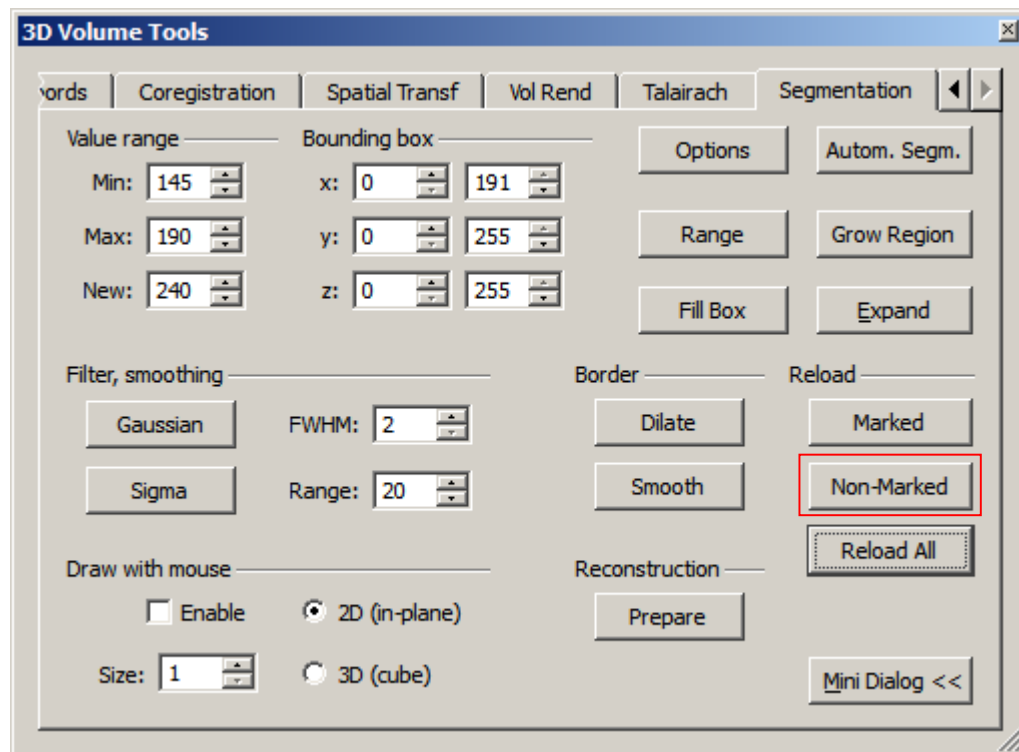 3D Volume Tools
ords Coregistration Spatial Transf Vol Rend Talairach Segmentation
Value range Bounding box Options Autom. Segm.
Min: 145 x: 0 191
Max: 190 y: 0 255 Range Grow Region
New: 240 z: 0 255 Fill Box Expand
Filter, smoothing Border Reload
Gaussian FWHM: 2 Dilate Marked
Sigma Range: 20 Smooth Non-Marked
Reload All
Draw with mouse Reconstruction
Enable 2D (in-plane) Prepare
Size: 1 3D (cube) Mini Dialog <<